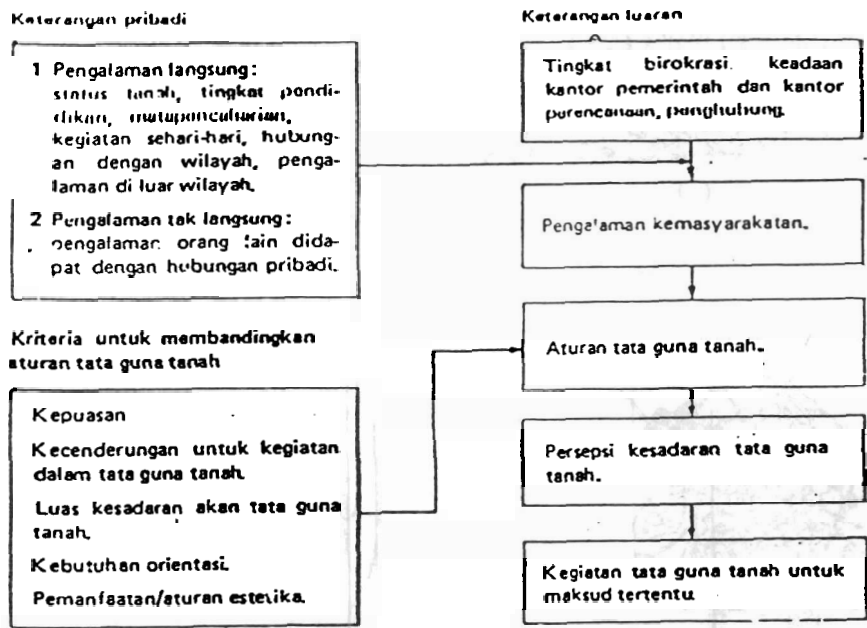 Keterangan pribadi
1 Pengalaman langsung:
status tanah, tingkat pendi-
dikan, matapencaharian,
kegiatan sehari-hari, hubung-
an dengan wilayah, penga-
laman di luar wilayah.
2 Pengalaman tak langsung:
pengalaman orang lain dida-
pat dengan hubungan pribadi.
Kriteria untuk membandingkan
aturan tata guna tanah
Kepuasan
Kecenderungan untuk kegiatan
dalam tata guna tanah.
Luas kesadaran akan tata guna
tanah.
Kebutuhan orientasi.
Pemanfaatan/aturan estetika.
Keterangan luaran
Tingkat birokrasi. keadaan
kantor pemerintah dan kantor
perencanaan, penghubung.
Pengalaman kemasyarakatan.
Aturan tata guna tanah.
Persepsi kesadaran tata guna
tanah.
Kegiatan tata guna tanah untuk
maksud tertentu